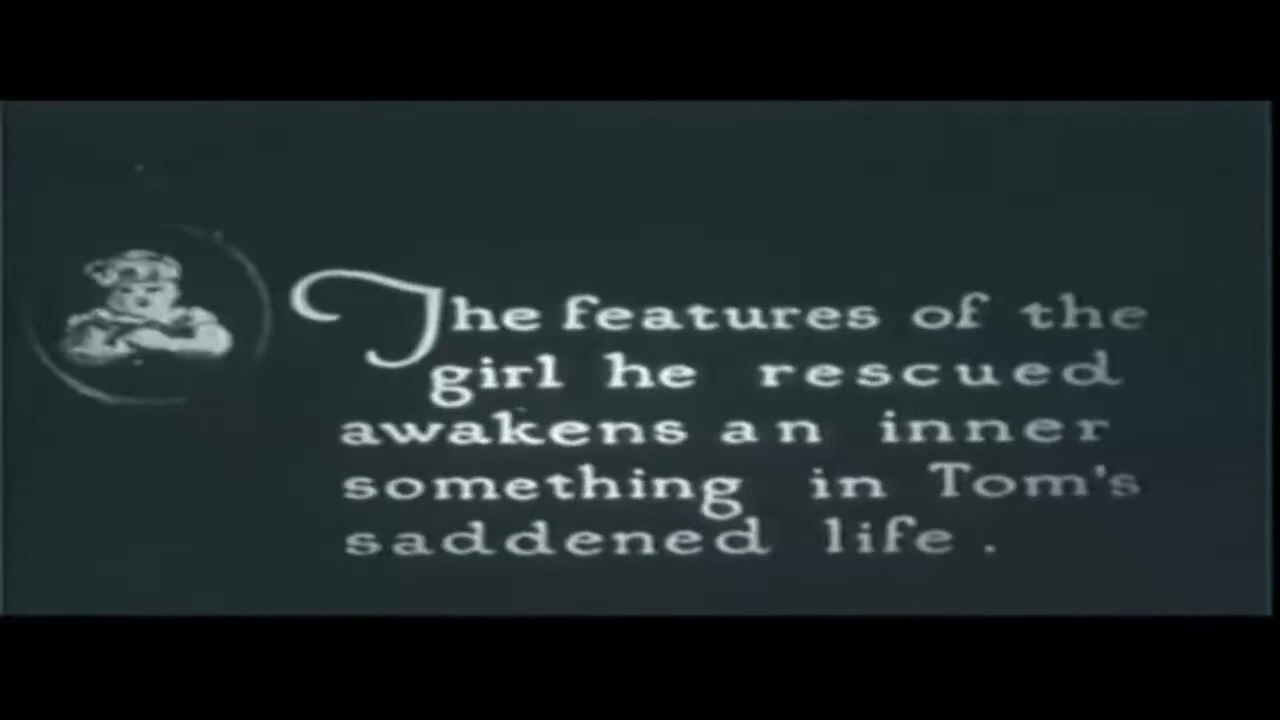 The features of the
girl he rescued
awakens an inner
something in Tom's
saddened life.